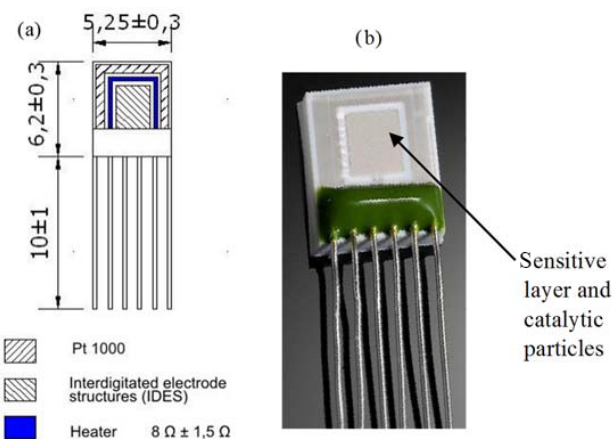 (a)
5,25±0,3
6,2±0,3
10±1
Pt 1000
Interdigitated electrode
structures (IDES)
Heater 8 Ω ± 1,5 Ω
(b)
Sensitive
layer and
catalytic
particles